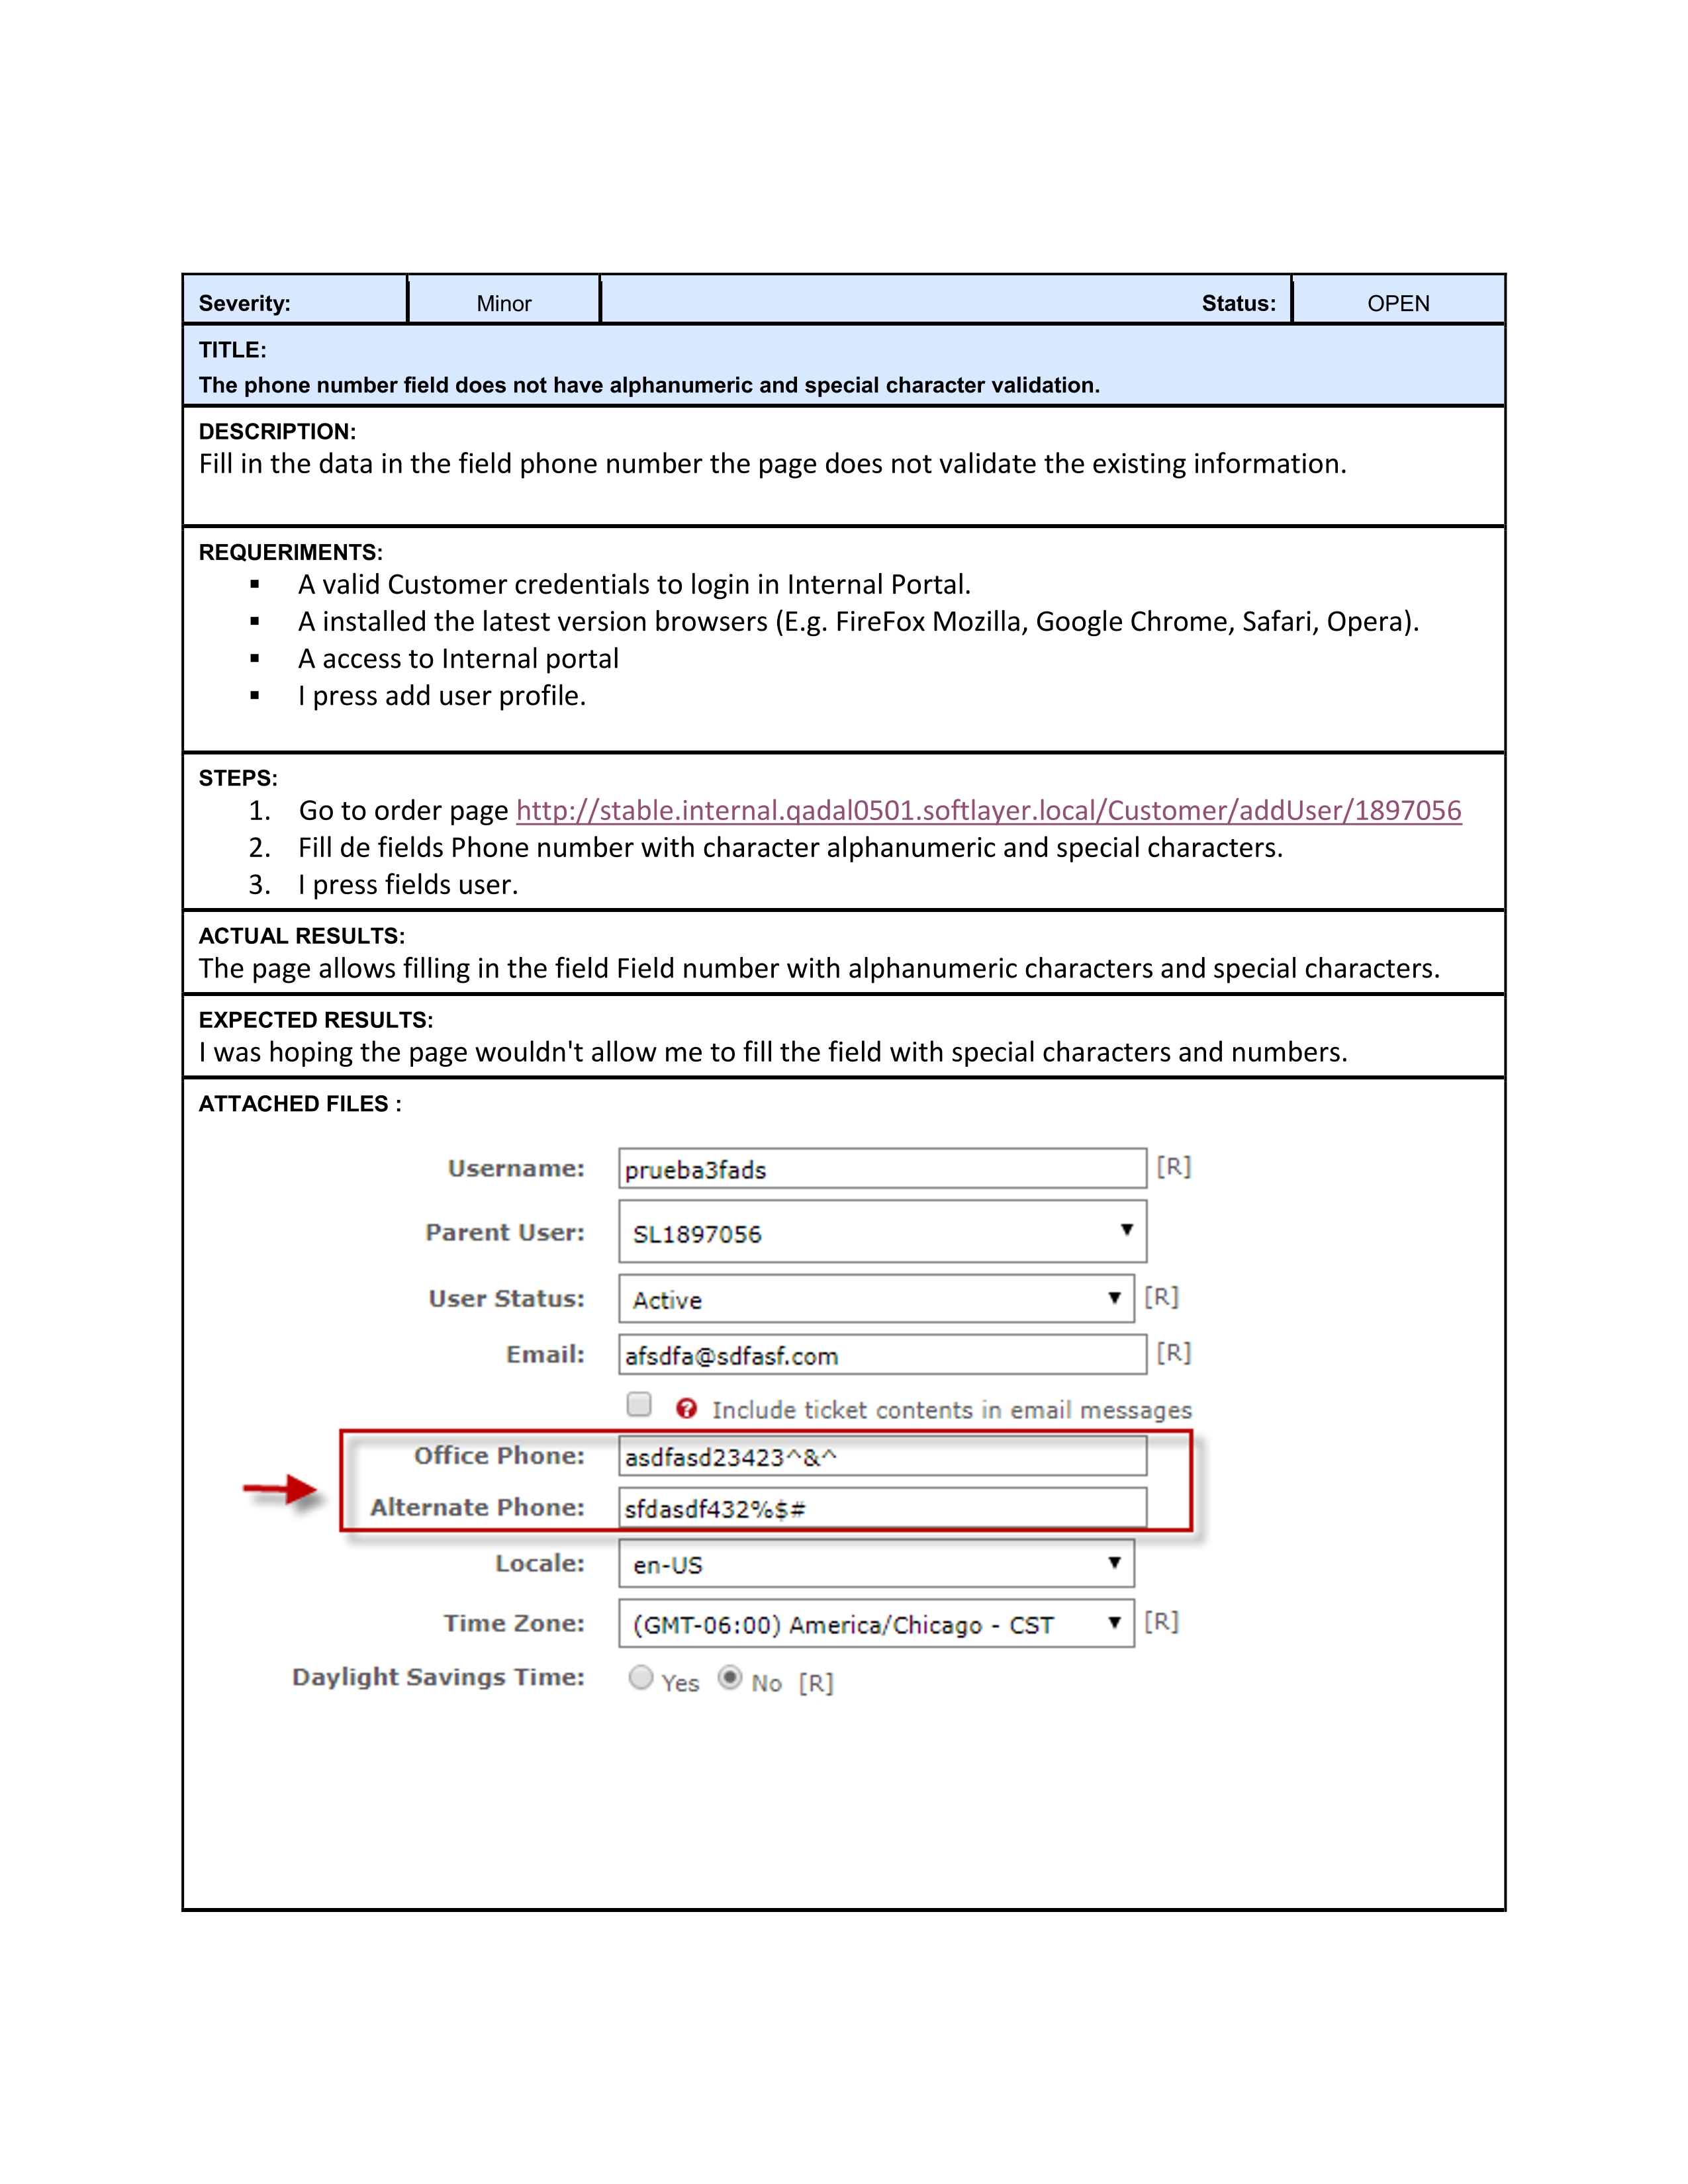 Severity: Minor Status: OPEN
TITLE:
The phone number field does not have alphanumeric and special character validation.
DESCRIPTION:
Fill in the data in the field phone number the page does not validate the existing information.
REQUERIMENTS:
▪ A valid Customer credentials to login in Internal Portal.
▪ A installed the latest version browsers (E.g. FireFox Mozilla, Google Chrome, Safari, Opera).
▪ A access to Internal portal
▪ I press add user profile.
STEPS:
1. Go to order page http://stable.internal.qadal0501.softlayer.local/Customer/addUser/1897056
2. Fill de fields Phone number with character alphanumeric and special characters.
3. I press fields user.
ACTUAL RESULTS:
The page allows filling in the field Field number with alphanumeric characters and special characters.
EXPECTED RESULTS:
I was hoping the page wouldn't allow me to fill the field with special characters and numbers.
ATTACHED FILES :
Username: prueba3fads [R]
Parent User: SL1897056
User Status: Active [R]
Email: afsdfa@sdfasf.com [R]
Include ticket contents in email messages
Office Phone: asdfasd23423^&^
Alternate Phone: sfdasdf432%$#
Locale: en-US
Time Zone: (GMT-06:00) America/Chicago - CST [R]
Daylight Savings Time: Yes No [R]